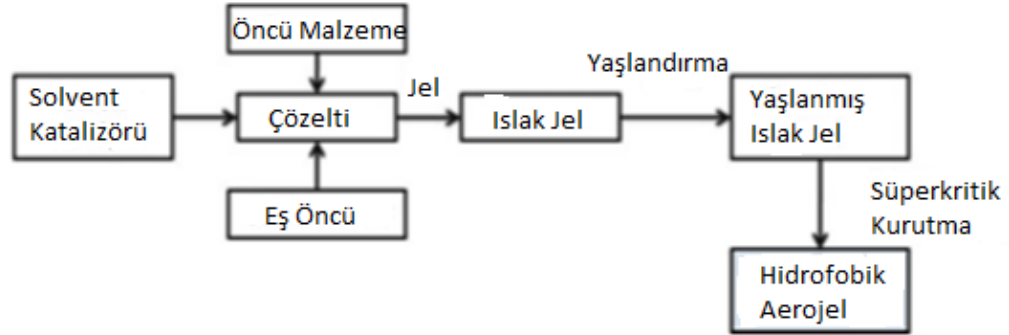 Öncü Malzeme
Solvent
Katalizörü
Çözelti
Jel
Islak Jel
Yaşlandırma
Yaşlanmış
Islak Jel
Eş Öncü
Süperkritik
Kurutma
Hidrofobik
Aerojel